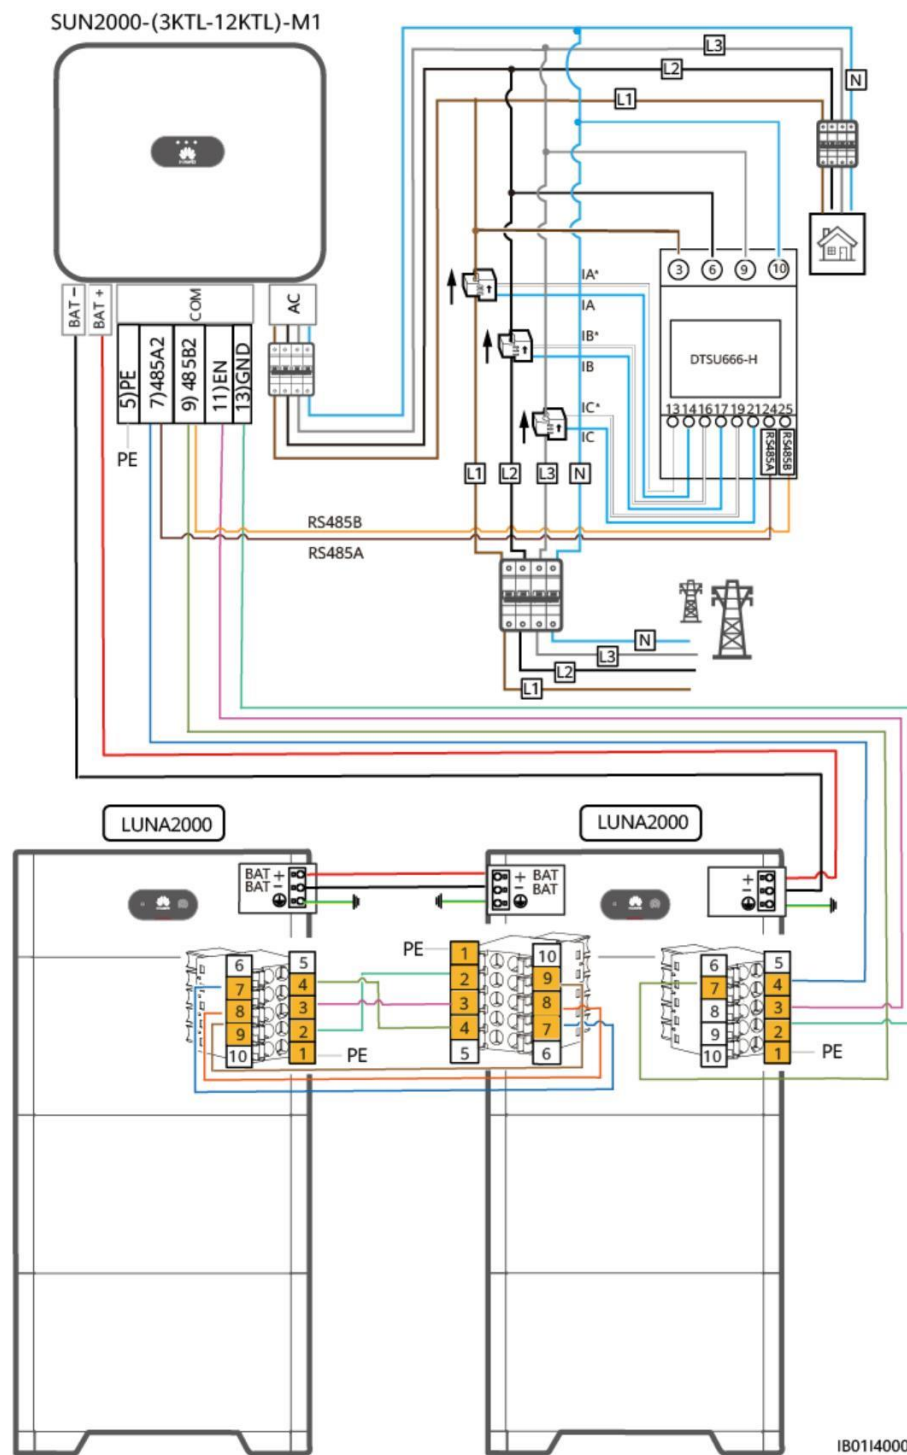 SUN2000-(3KTL-12KTL)-M1
L3
L2
N
L1
BAT −
BAT +
COM
AC
5)PE
7)485A2
9) 485B2
11)EN
13)GND
PE
3
6
9
10
IA*
IA
IB*
IB
IC*
IC
DTSU666-H
13 14 16 17 19 21 24 25
RS485A
RS485B
L1
L2
L3
N
RS485B
RS485A
N
L3
L2
L1
LUNA2000
LUNA2000
BAT +
BAT −
+ BAT
− BAT
+
−
6
7
8
9
10
5
4
3
2
1
PE
PE
1
2
3
4
5
10
9
8
7
6
6
7
8
9
10
5
4
3
2
1
PE
IB01I4000